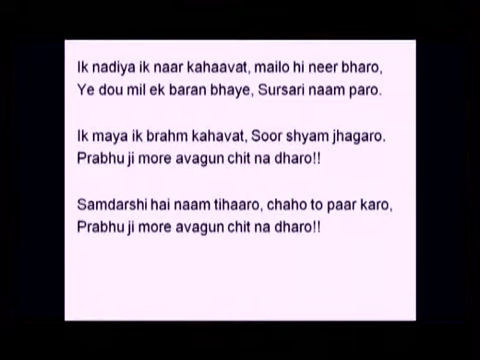 Ik nadiya ik naar kahaavat, mailo hi neer bharo,
Ye dou mil ek baran bhaye, Sursari naam paro.
Ik maya ik brahm kahavat, Soor shyam jhagaro.
Prabhu ji more avagun chit na dharo!!
Samdarshi hai naam tihaaro, chaho to paar karo,
Prabhu ji more avagun chit na dharo!!